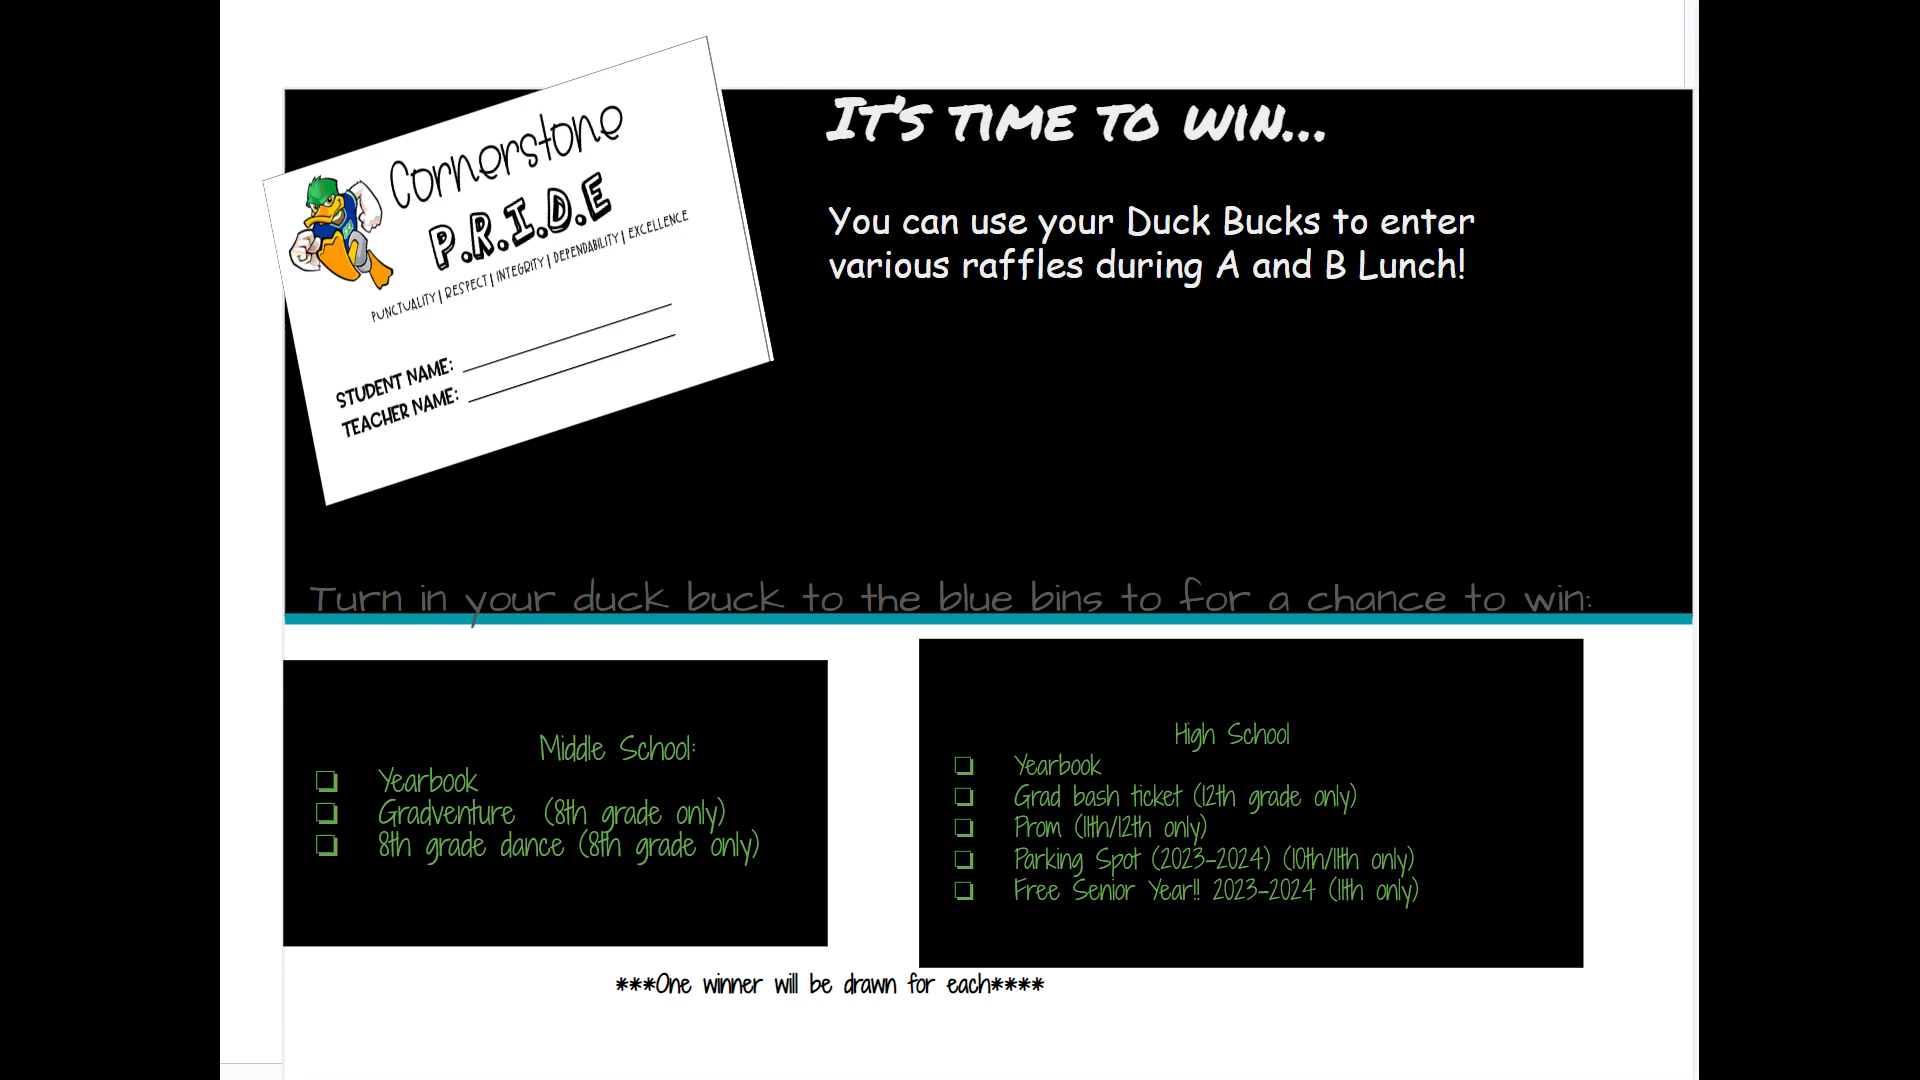 Cornerstone
P.R.I.D.E
PUNCTUALITY | RESPECT | INTEGRITY | DEPENDABILITY | EXCELLENCE
STUDENT NAME:
TEACHER NAME:
It's time to win...
You can use your Duck Bucks to enter
various raffles during A and B Lunch!
Turn in your duck buck to the blue bins to for a chance to win:
Middle School:
❏ Yearbook
❏ Gradventure (8th grade only)
❏ 8th grade dance (8th grade only)
High School
❏ Yearbook
❏ Grad bash ticket (12th grade only)
❏ Prom (11th/12th only)
❏ Parking Spot (2023-2024) (10th/11th only)
❏ Free Senior Year!! 2023-2024 (11th only)
***One winner will be drawn for each****